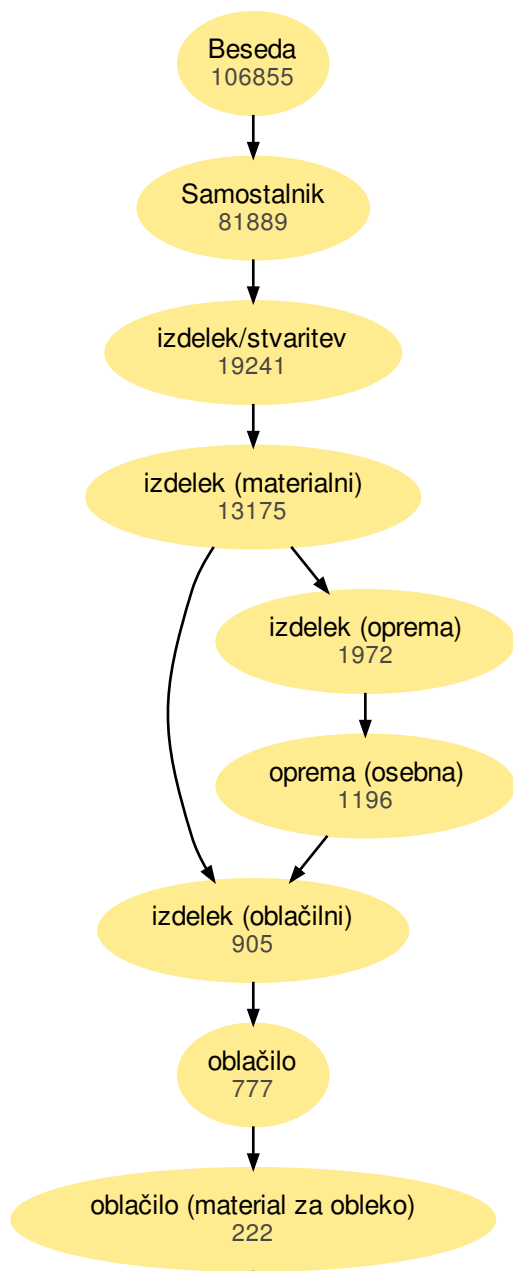 Beseda
106855
Samostalnik
81889
izdelek/stvaritev
19241
izdelek (materialni)
13175
izdelek (oprema)
1972
oprema (osebna)
1196
izdelek (oblačilni)
905
oblačilo
777
oblačilo (material za obleko)
222